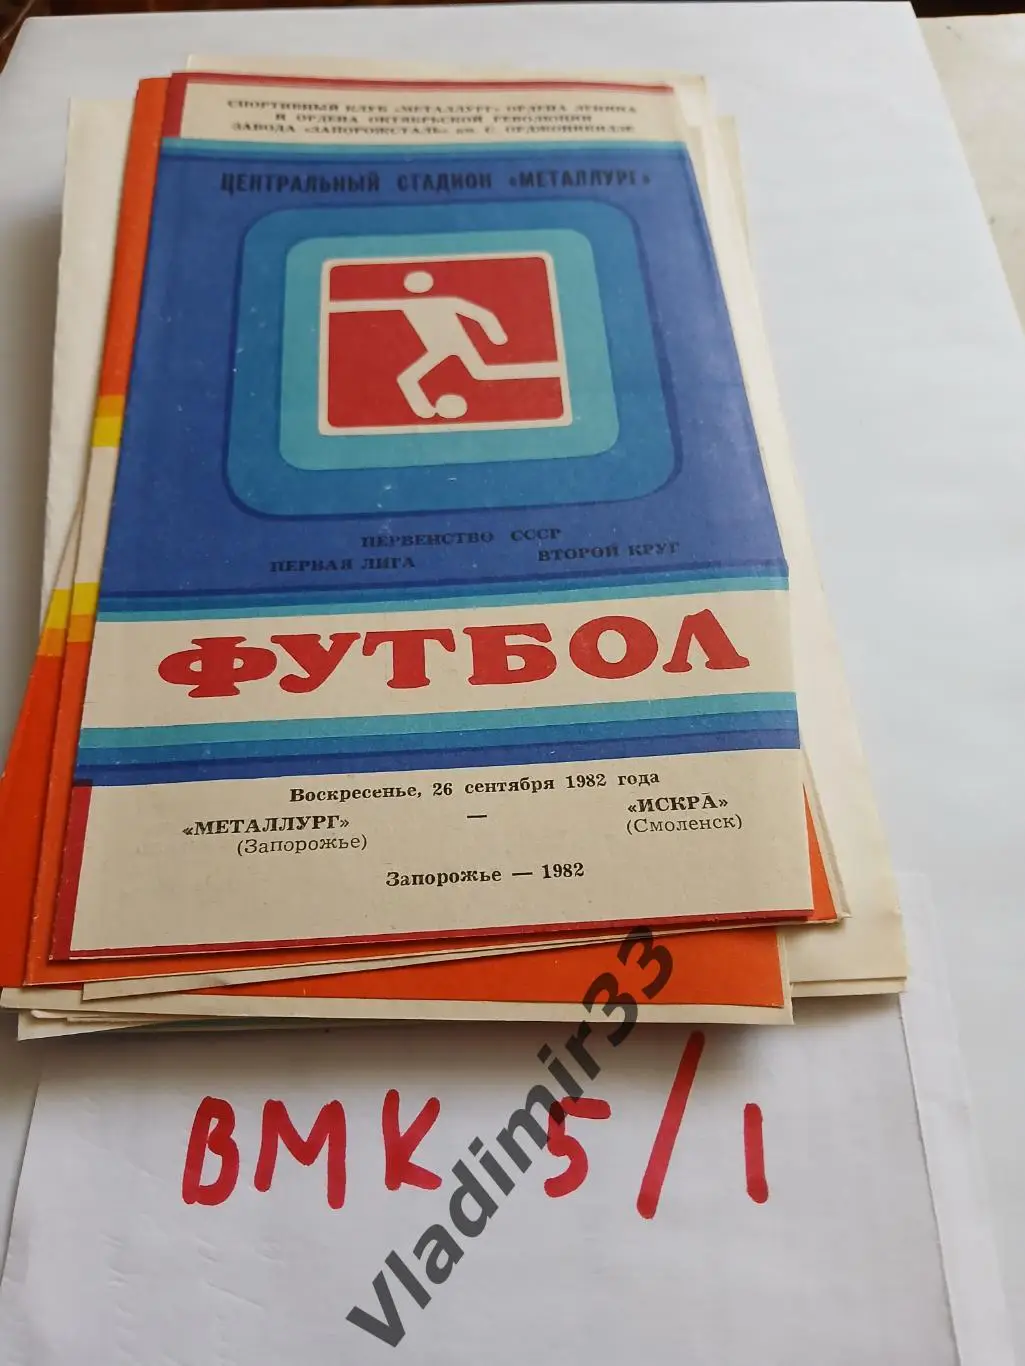 СПОРТИВНЫЙ КЛУБ «МЕТАЛЛУРГ» ОРДЕНА ЛЕНИНА
И ОРДЕНА ОКТЯБРЬСКОЙ РЕВОЛЮЦИИ
ЗАВОДА «ЗАПОРОЖСТАЛЬ» им. С. ОРДЖОНИКИДЗЕ
ЦЕНТРАЛЬНЫЙ СТАДИОН «МЕТАЛЛУРГ»
ПЕРВЕНСТВО СССР
ПЕРВАЯ ЛИГА ВТОРОЙ КРУГ
ФУТБОЛ
Воскресенье, 26 сентября 1982 года
«МЕТАЛЛУРГ» — «ИСКРА»
(Запорожье) (Смоленск)
Запорожье — 1982
ВМК 5/1
Vladimir33